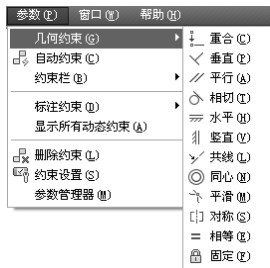 参数(P) 窗口(W) 帮助(H)
几何约束(G)
自动约束(C)
约束栏(B)
标注约束(D)
显示所有动态约束(A)
删除约束(L)
约束设置(S)
参数管理器(M)
重合(C)
垂直(P)
平行(A)
相切(T)
水平(H)
竖直(V)
共线(L)
同心(N)
平滑(M)
对称(S)
相等(E)
固定(F)